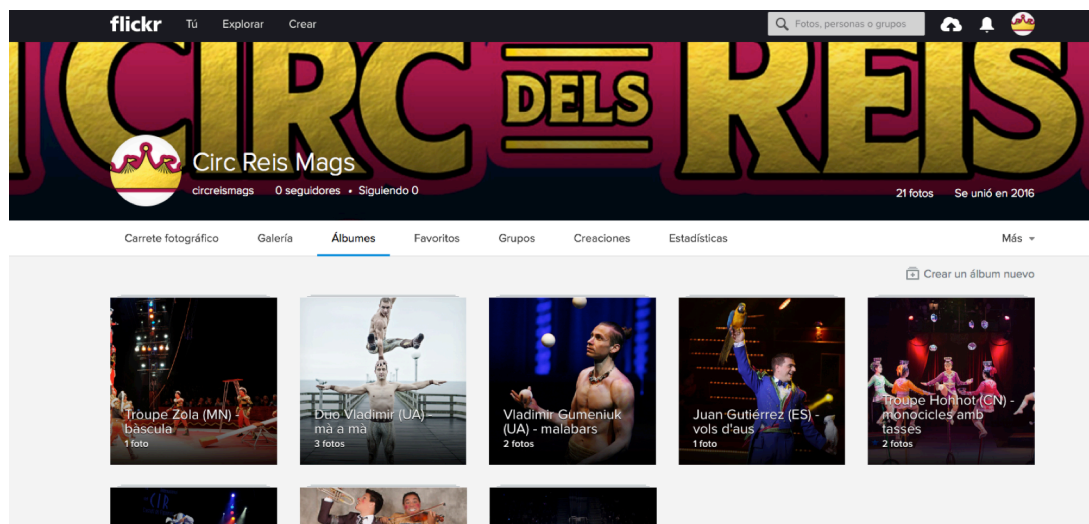 flickr Tú Explorar Crear Fotos, personas o grupos
CIRC DELS REIS
Circ Reis Mags
circreismags 0 seguidores • Siguiendo 0 21 fotos Se unió en 2016
Carrete fotográfico Galería Álbumes Favoritos Grupos Creaciones Estadísticas Más
Crear un álbum nuevo
Troupe Zola (MN) -
bàscula
1 foto
Duo Vladimir (UA) -
mà a mà
3 fotos
Vladimir Gumeniuk
(UA) - malabars
2 fotos
Juan Gutiérrez (ES) -
vols d'aus
1 foto
Troupe Hohhot (CN) -
monocicles amb
tasses
2 fotos
CIR